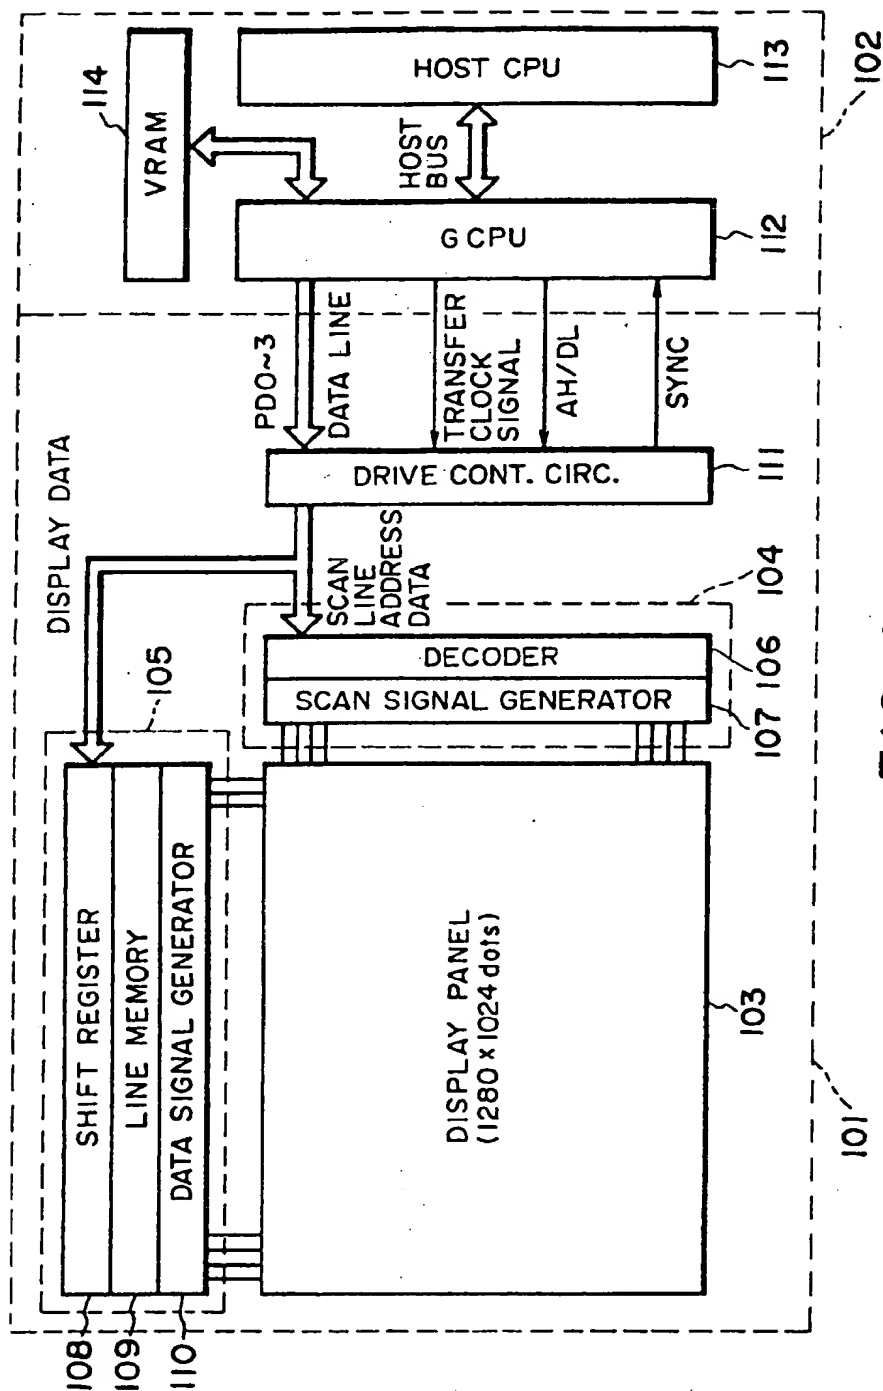 114
VRAM
HOST CPU
113
102
HOST
BUS
G CPU
112
PD0~3
DATA LINE
TRANSFER
CLOCK
SIGNAL
AH/DL
SYNC
DISPLAY DATA
DRIVE CONT. CIRC.
111
SCAN
LINE
ADDRESS
DATA
104
DECODER
106
SCAN SIGNAL GENERATOR
107
105
SHIFT REGISTER
108
LINE MEMORY
109
DATA SIGNAL GENERATOR
110
DISPLAY PANEL
(1280 x 1024 dots)
103
101